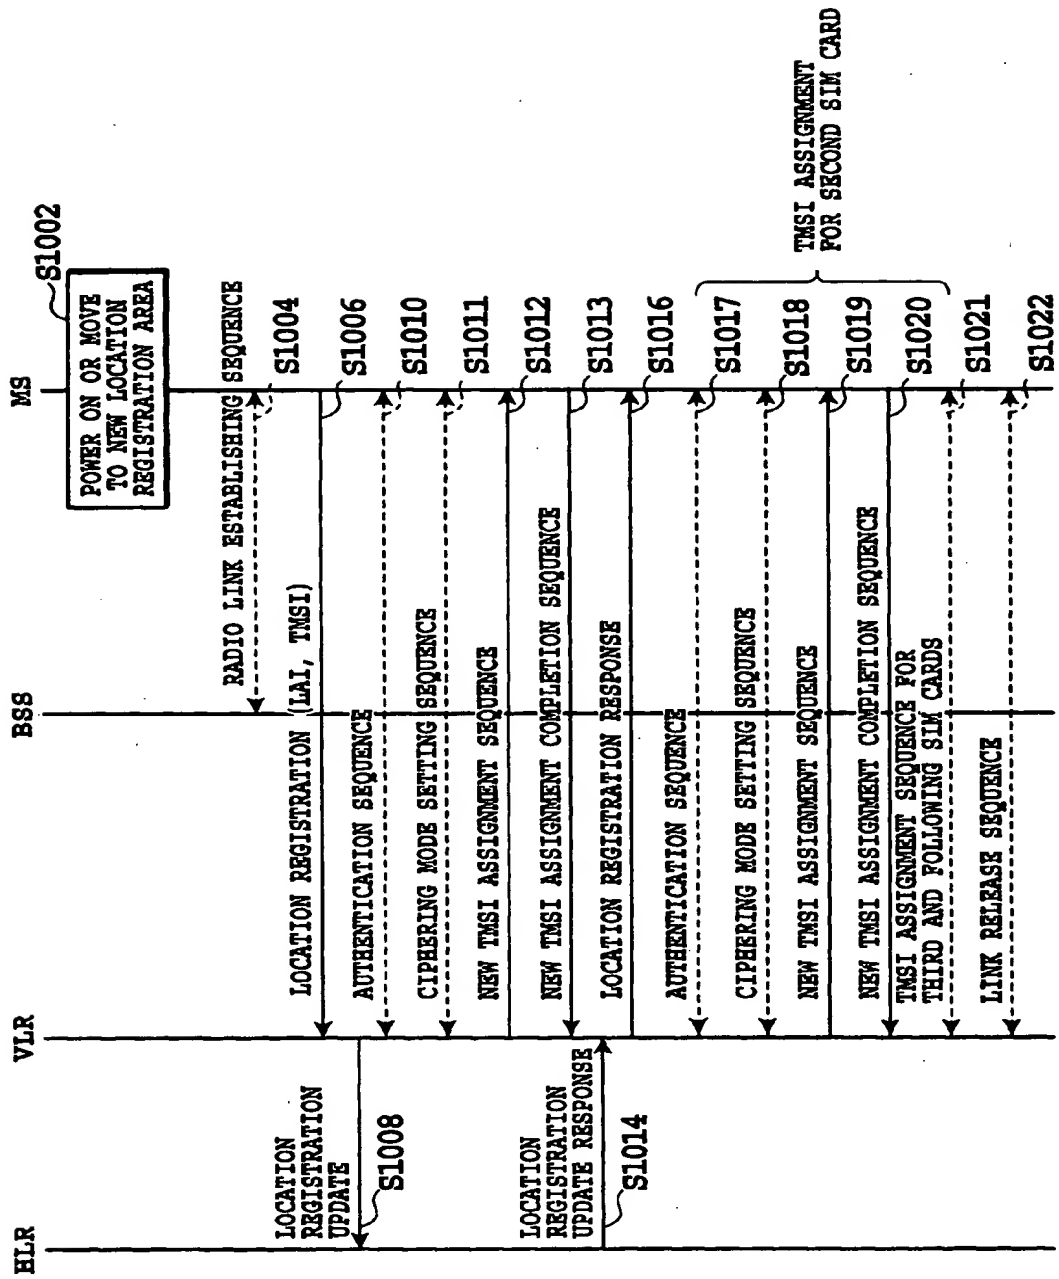 HLR
VLR
BSS
MS
POWER ON OR MOVE
TO NEW LOCATION
REGISTRATION AREA
S1002
RADIO LINK ESTABLISHING SEQUENCE
S1004
LOCATION REGISTRATION (LAI, TMSI)
S1006
LOCATION
REGISTRATION
UPDATE
S1008
AUTHENTICATION SEQUENCE
S1010
CIPHERING MODE SETTING SEQUENCE
S1011
NEW TMSI ASSIGNMENT SEQUENCE
S1012
NEW TMSI ASSIGNMENT COMPLETION SEQUENCE
S1013
LOCATION
REGISTRATION
UPDATE RESPONSE
S1014
LOCATION REGISTRATION RESPONSE
S1016
AUTHENTICATION SEQUENCE
S1017
CIPHERING MODE SETTING SEQUENCE
S1018
NEW TMSI ASSIGNMENT SEQUENCE
S1019
NEW TMSI ASSIGNMENT COMPLETION SEQUENCE
S1020
TMSI ASSIGNMENT
FOR SECOND SIM CARD
TMSI ASSIGNMENT SEQUENCE FOR
THIRD AND FOLLOWING SIM CARDS
S1021
LINK RELEASE SEQUENCE
S1022